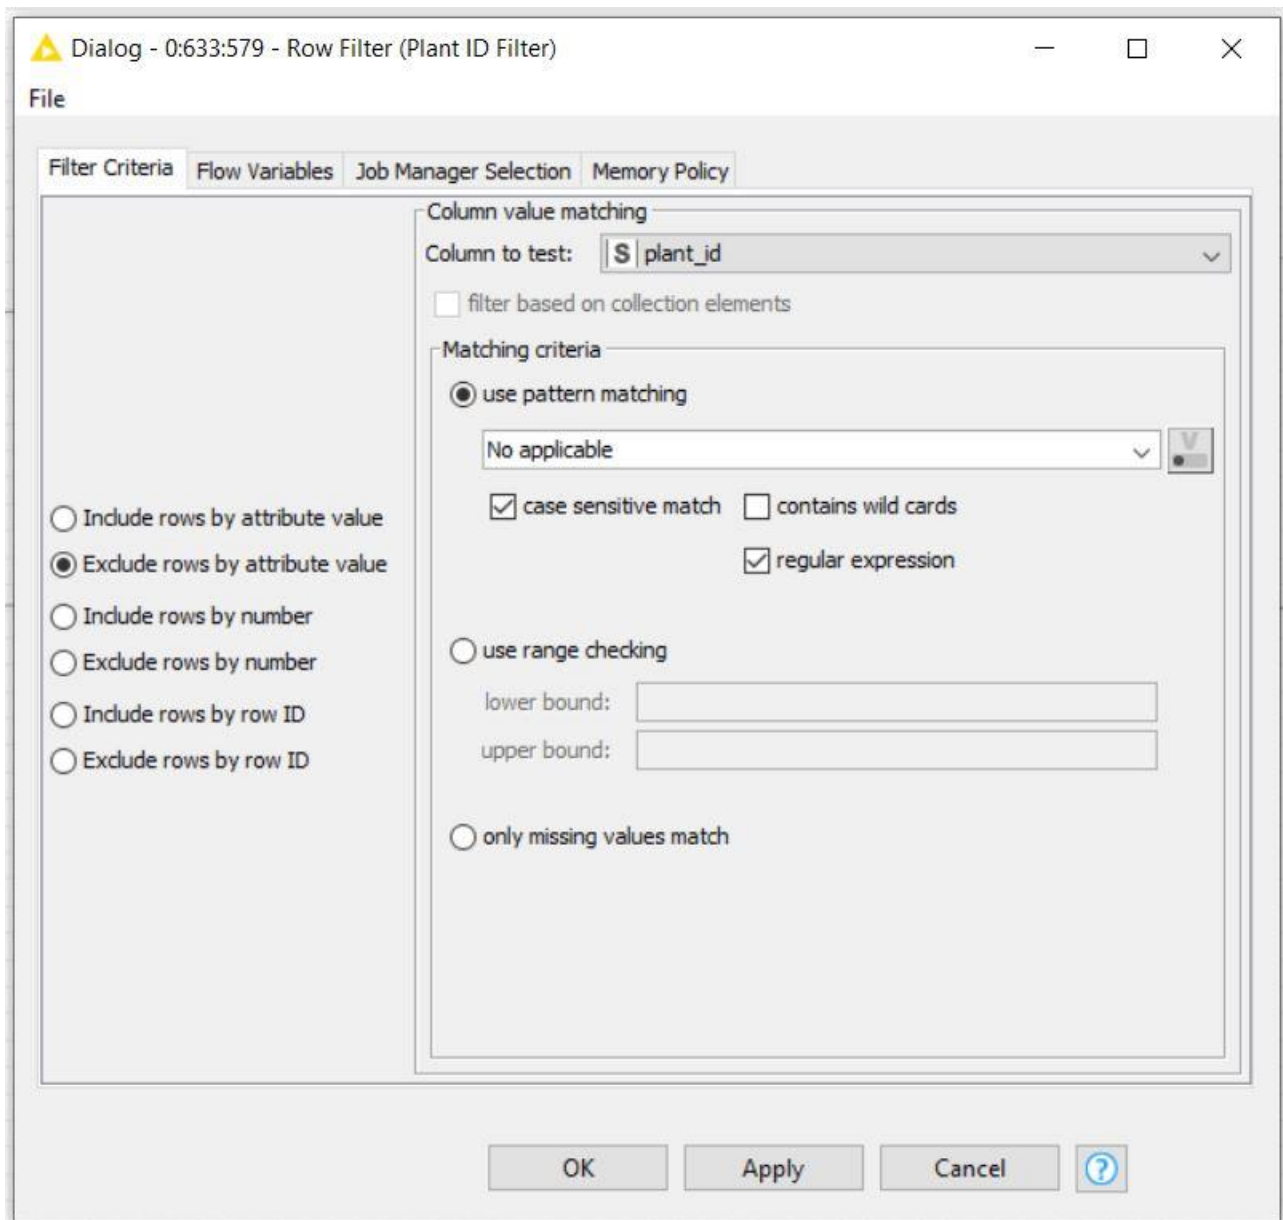 Dialog - 0:633:579 - Row Filter (Plant ID Filter)
File
Filter Criteria Flow Variables Job Manager Selection Memory Policy
Column value matching
Column to test: S plant_id
filter based on collection elements
Matching criteria
use pattern matching
No applicable V
case sensitive match contains wild cards
regular expression
Include rows by attribute value
Exclude rows by attribute value
Include rows by number
Exclude rows by number
Include rows by row ID
Exclude rows by row ID
use range checking
lower bound:
upper bound:
only missing values match
OK Apply Cancel ?